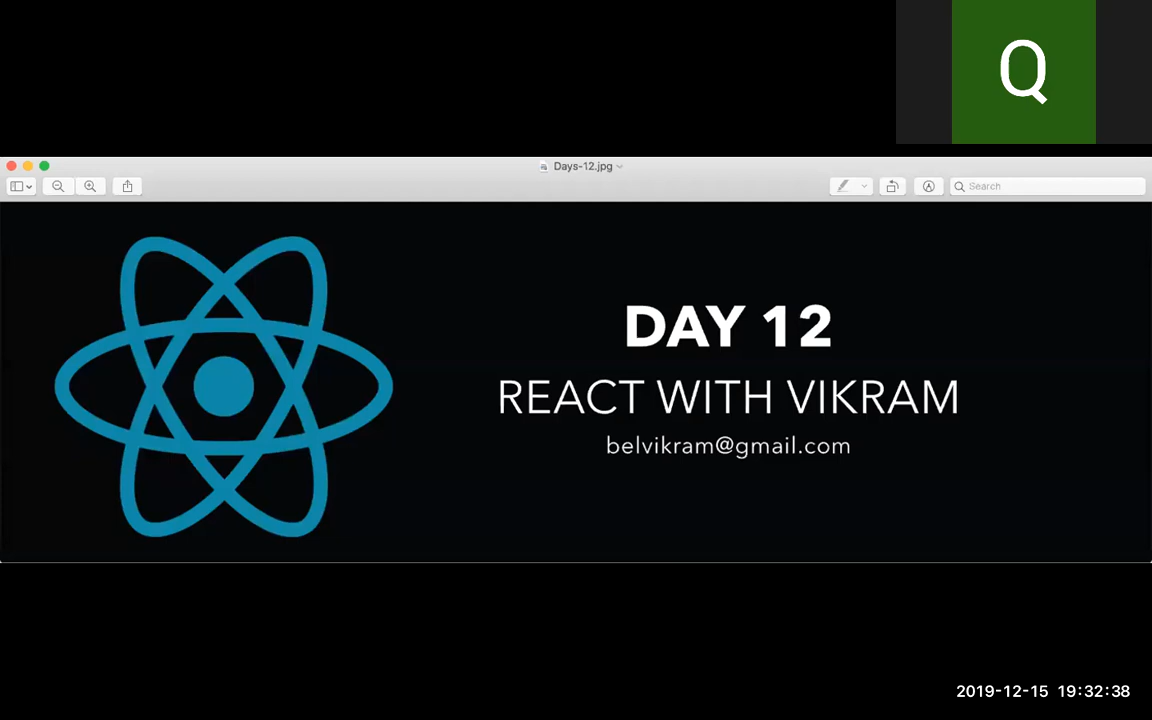 Q
Days-12.jpg
Search
DAY 12
REACT WITH VIKRAM
belvikram@gmail.com
2019-12-15 19:32:38